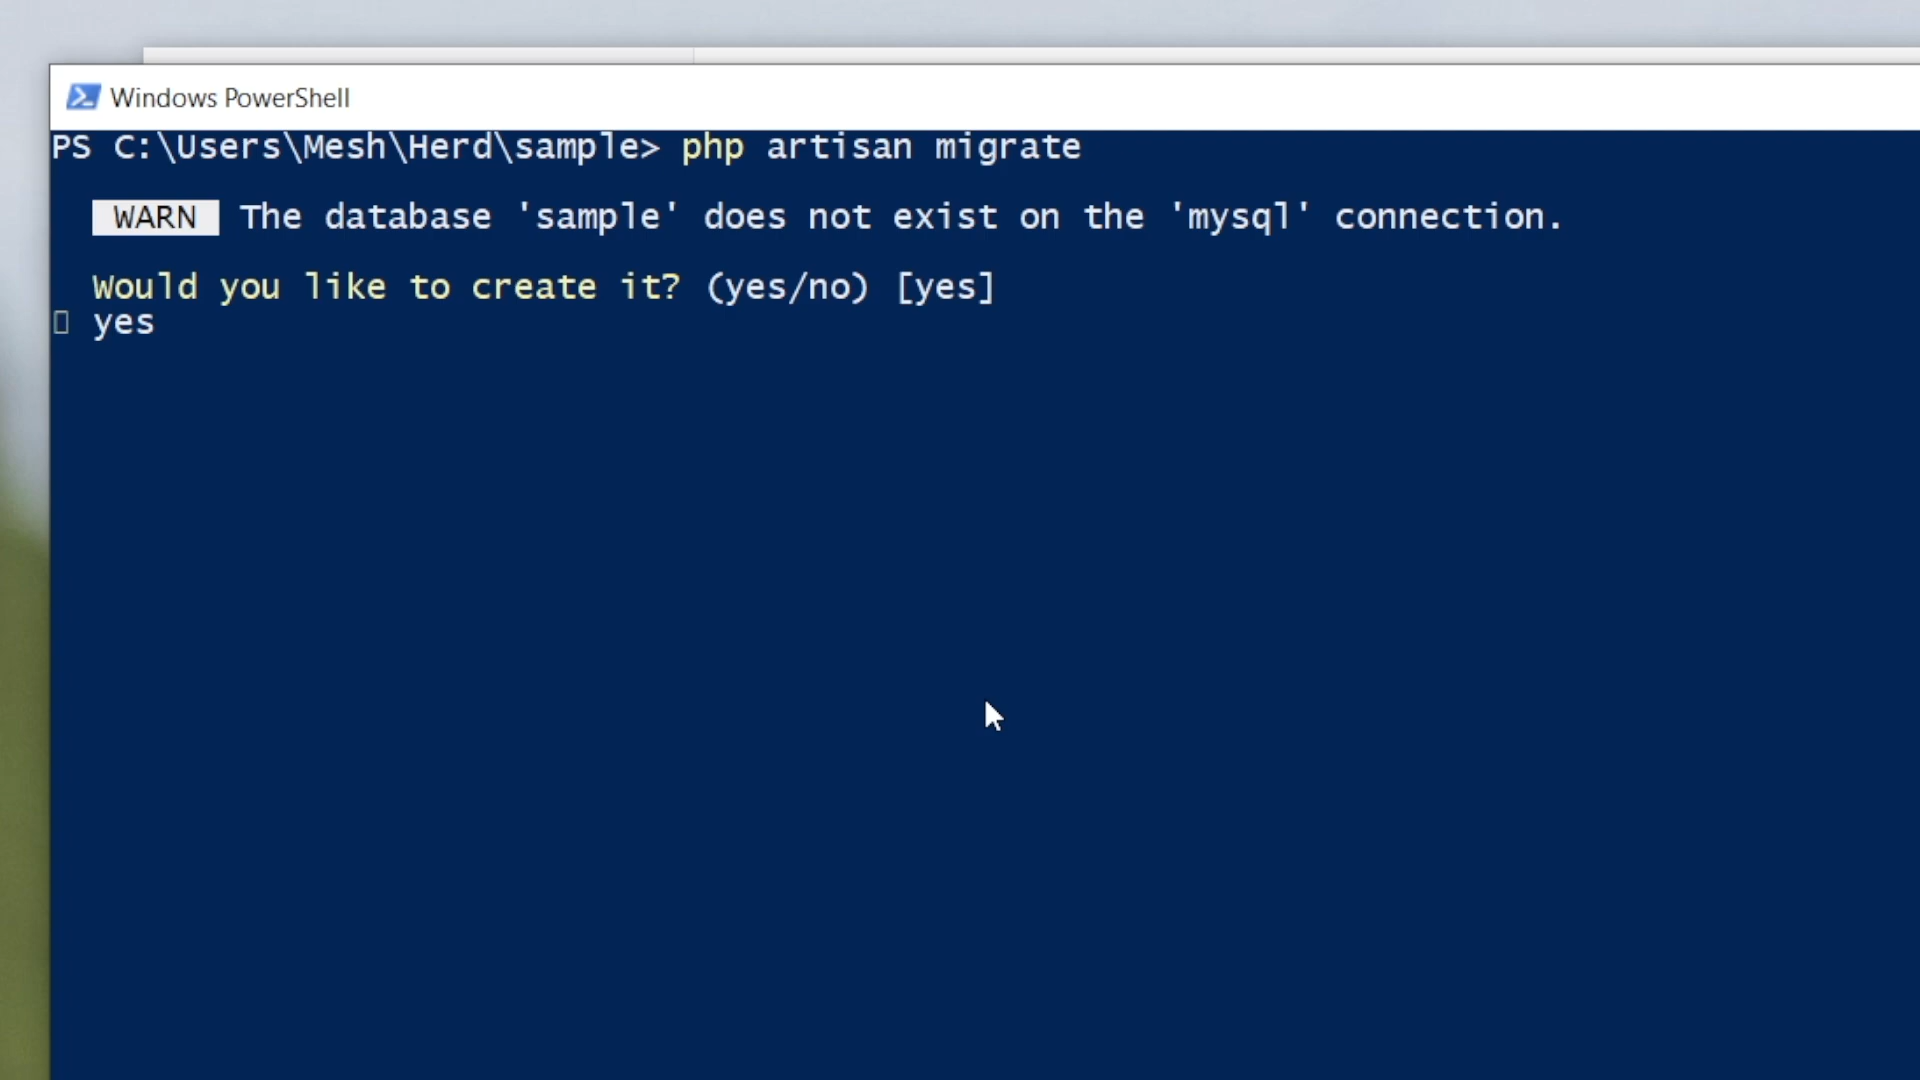 Windows PowerShell
PS C:\Users\Mesh\Herd\sample> php artisan migrate
WARN The database 'sample' does not exist on the 'mysql' connection.
Would you like to create it? (yes/no) [yes]
yes